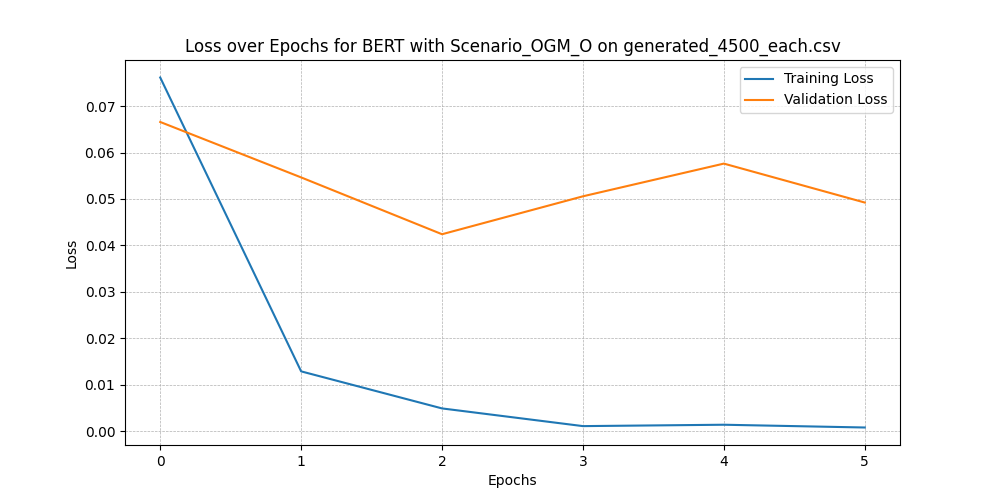 Loss over Epochs for BERT with Scenario_OGM_O on generated_4500_each.csv
Training Loss
Validation Loss
0.07
0.06
0.05
0.04
0.03
0.02
0.01
0.00
Loss
0 1 2 3 4 5
Epochs